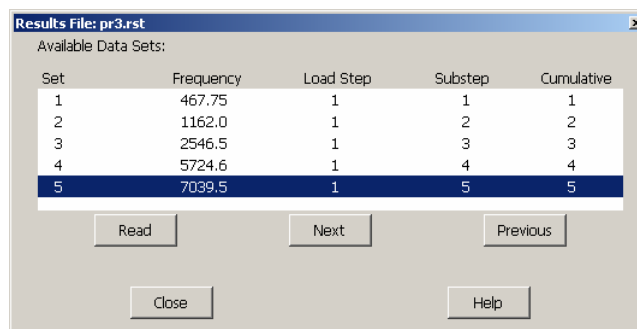 Results File: pr3.rst
Available Data Sets:
Set Frequency Load Step Substep Cumulative
1 467.75 1 1 1
2 1162.0 1 2 2
3 2546.5 1 3 3
4 5724.6 1 4 4
5 7039.5 1 5 5
Read Next Previous
Close Help